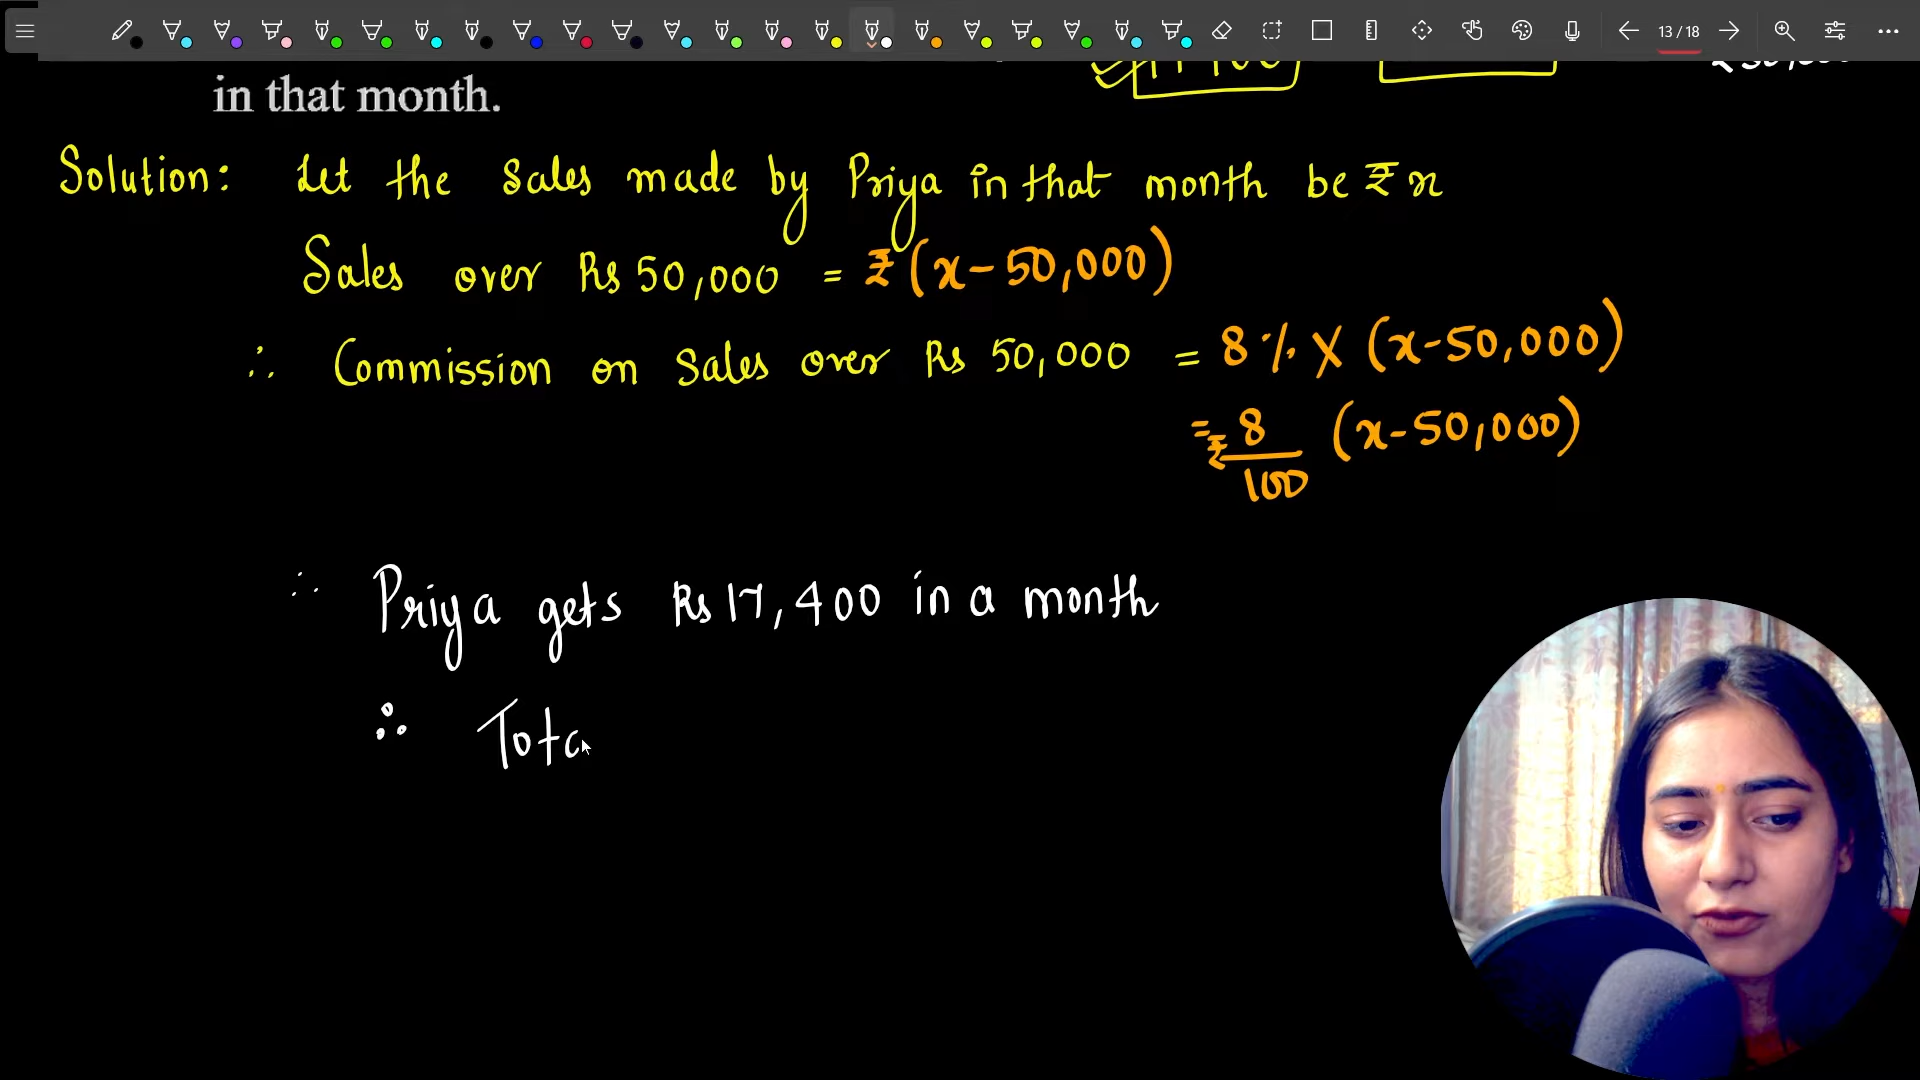 13 / 18
in that month.
Solution: Let the Sales made by Priya in that month be ₹ x
Sales over Rs 50,000 = ₹ (x - 50,000)
∴ Commission on Sales over Rs 50,000 = 8 % X (x - 50,000)
= ₹ 8/100 (x - 50,000)
∵ Priya gets Rs 17,400 in a month
∴ Tota